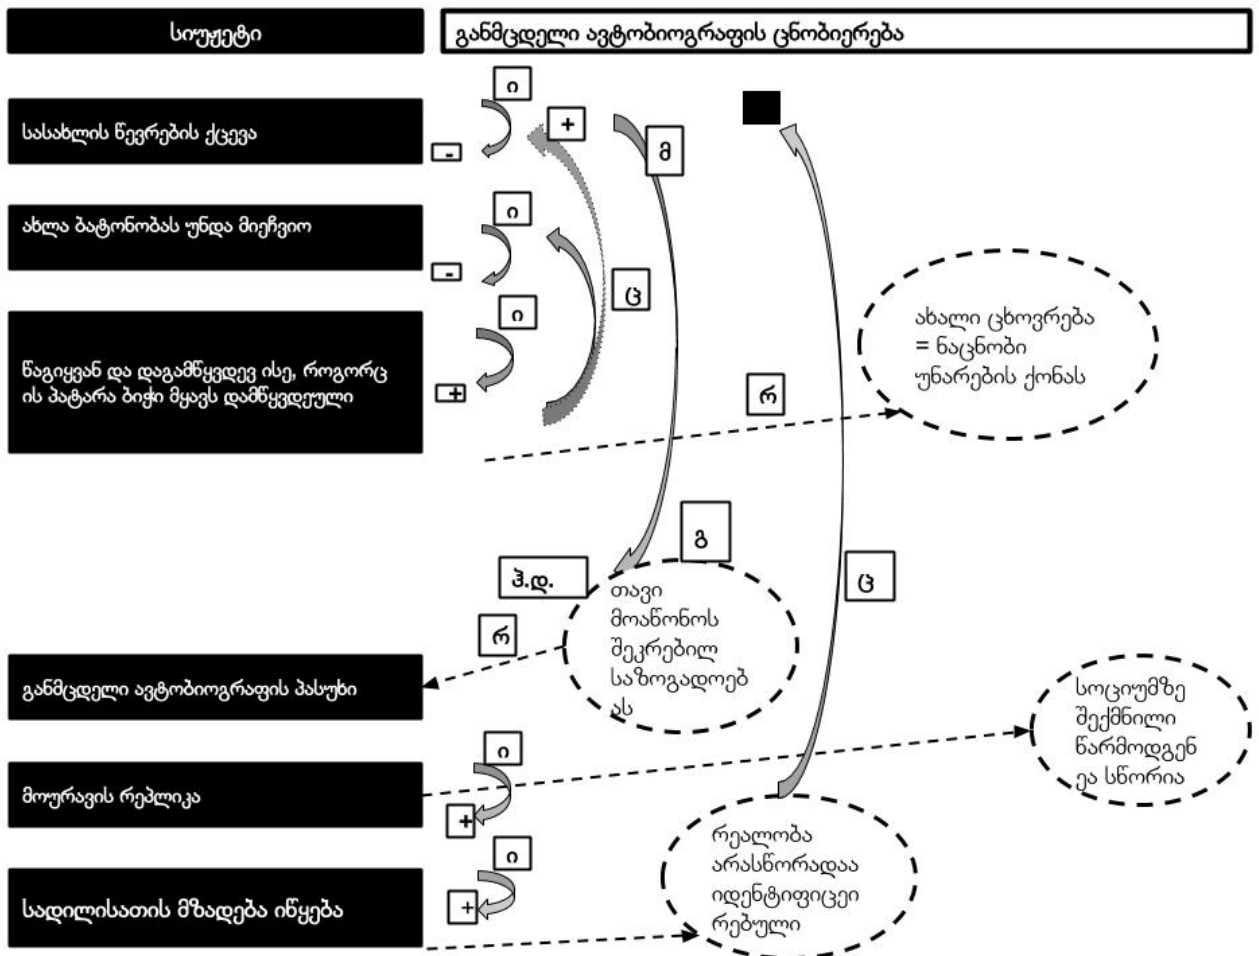 სიუჟეტი
განმცდელი ავტობიოგრაფის ცნობიერება
ი
სასახლის წევრების ქცევა
+
-
მ
ი
ახლა ბატონობას უნდა მიეჩვიო
-
ც
ი
წაგიყვან და დაგამწყვდევ ისე, როგორც
ის პატარა ბიჭი მყავს დამწყვდეული
+
ახალი ცხოვრება
= ნაცნობი
უნარების ქონას
რ
გ
ჰ.დ.
ც
თავი
მოაწონოს
შეკრებილ
საზოგადოებ
ას
რ
განმცდელი ავტობიოგრაფის პასუხი
სოციუმზე
შექმნილი
წარმოდგენ
ეა სწორია
ი
მოურავის რეპლიკა
+
ი
რეალობა
არასწორადაა
იდენტიფიცეი
რებული
სადილისათის მზადება იწყება
+